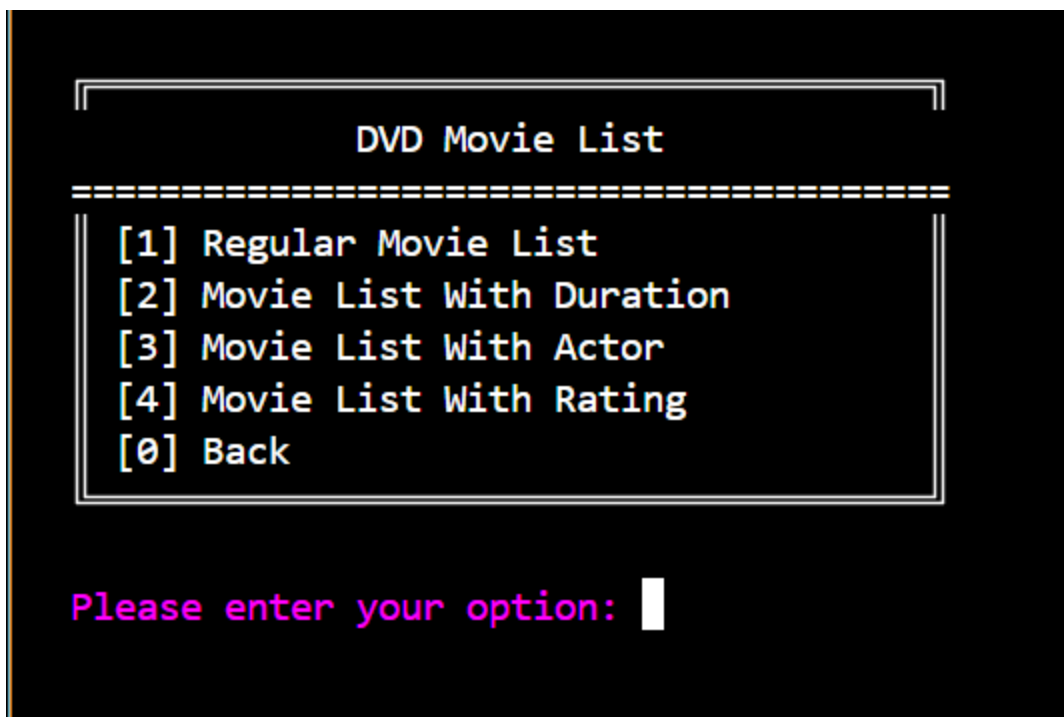 DVD Movie List
========================================
[1] Regular Movie List
[2] Movie List With Duration
[3] Movie List With Actor
[4] Movie List With Rating
[0] Back
Please enter your option: